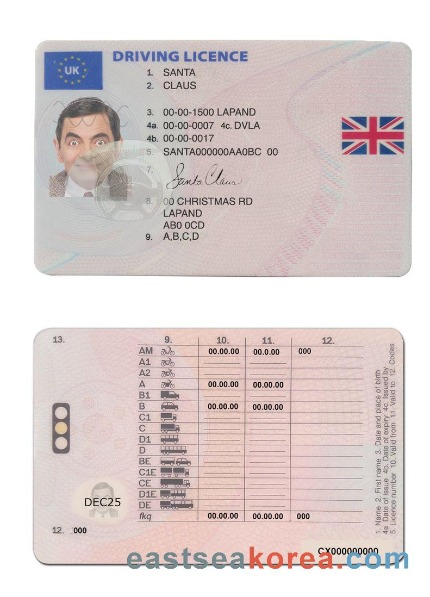 UK
DRIVING LICENCE
1. SANTA
2. CLAUS
3. 00-00-1500 LAPAND
4a. 00-00-0007 4c. DVLA
4b. 00-00-0017
5. SANTA000000AA0BC 00
7. Santa Claus
8. 00 CHRISTMAS RD
LAPAND
AB0 0CD
9. A,B,C,D
13. 9. 10. 11. 12.
AM 00.00.00 00.0.00 000
A1
A2
A 00.00.00 00.00.00
B1
B 00.00.00 00.00.00
C1
C
D1
D
BE
C1E
CE
D1E
DE
fkq 00.00.00 00.00.00 000
DEC25
12. 000
1. Name 2. First name 3. Date and place of birth
4a Date of issue 4b. Date of expiry 4c. Issued by
5. Licence number 10. Valid from 11. Valid to 12. Codes
CX000000000
eastseakorea.com